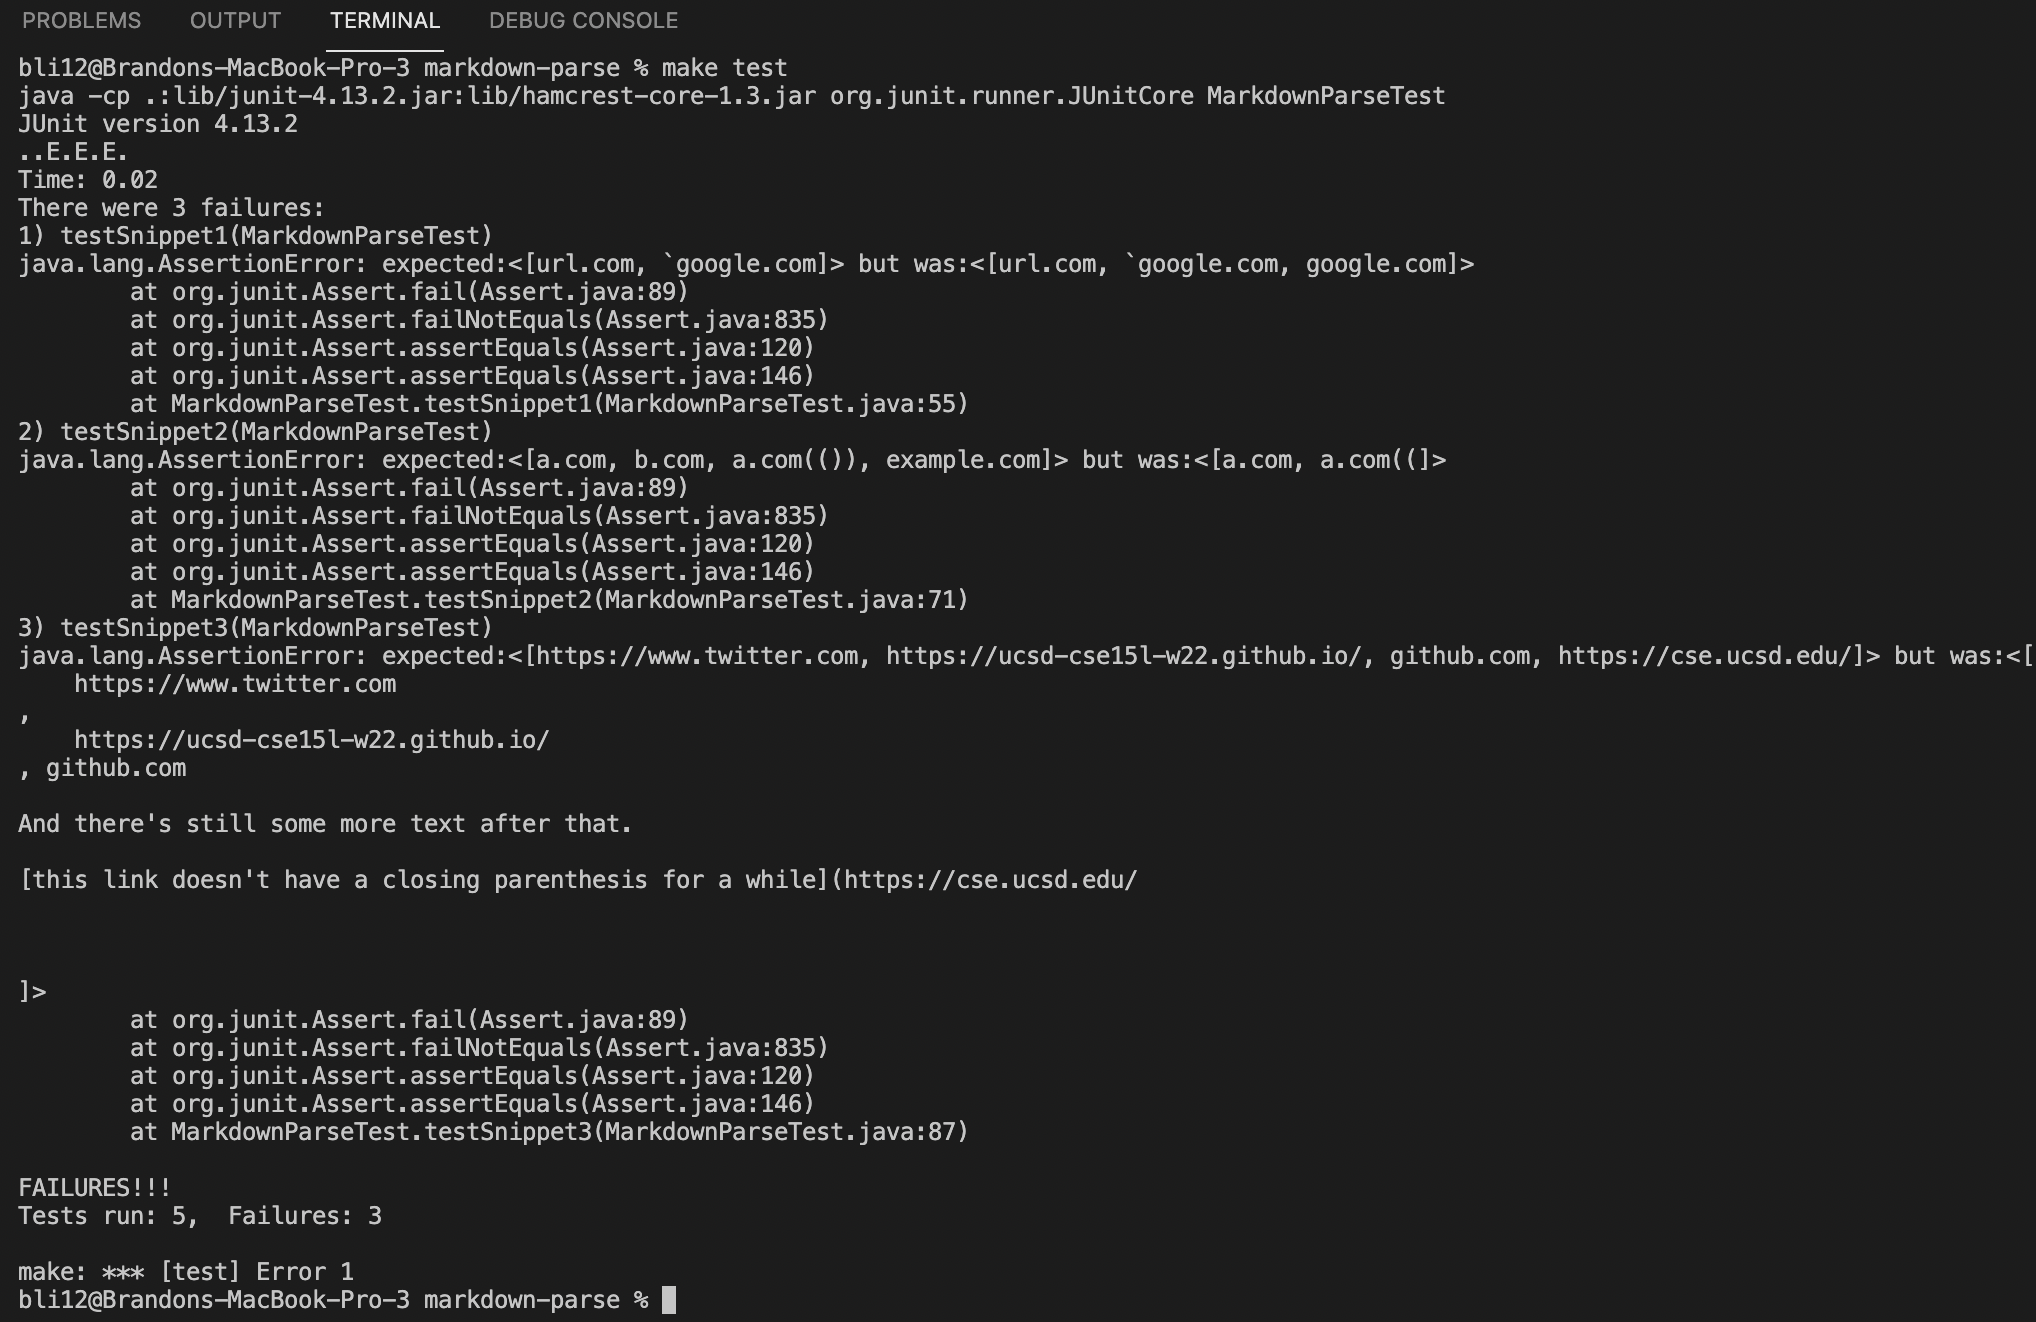 PROBLEMS OUTPUT TERMINAL DEBUG CONSOLE
bli12@Brandons-MacBook-Pro-3 markdown-parse % make test
java -cp .:lib/junit-4.13.2.jar:lib/hamcrest-core-1.3.jar org.junit.runner.JUnitCore MarkdownParseTest
JUnit version 4.13.2
..E.E.E.
Time: 0.02
There were 3 failures:
1) testSnippet1(MarkdownParseTest)
java.lang.AssertionError: expected:<[url.com, `google.com]> but was:<[url.com, `google.com, google.com]>
        at org.junit.Assert.fail(Assert.java:89)
        at org.junit.Assert.failNotEquals(Assert.java:835)
        at org.junit.Assert.assertEquals(Assert.java:120)
        at org.junit.Assert.assertEquals(Assert.java:146)
        at MarkdownParseTest.testSnippet1(MarkdownParseTest.java:55)
2) testSnippet2(MarkdownParseTest)
java.lang.AssertionError: expected:<[a.com, b.com, a.com(()), example.com]> but was:<[a.com, a.com((]>
        at org.junit.Assert.fail(Assert.java:89)
        at org.junit.Assert.failNotEquals(Assert.java:835)
        at org.junit.Assert.assertEquals(Assert.java:120)
        at org.junit.Assert.assertEquals(Assert.java:146)
        at MarkdownParseTest.testSnippet2(MarkdownParseTest.java:71)
3) testSnippet3(MarkdownParseTest)
java.lang.AssertionError: expected:<[https://www.twitter.com, https://ucsd-cse15l-w22.github.io/, github.com, https://cse.ucsd.edu/]> but was:<[
    https://www.twitter.com
,
    https://ucsd-cse15l-w22.github.io/
, github.com

And there's still some more text after that.

[this link doesn't have a closing parenthesis for a while](https://cse.ucsd.edu/



]>
        at org.junit.Assert.fail(Assert.java:89)
        at org.junit.Assert.failNotEquals(Assert.java:835)
        at org.junit.Assert.assertEquals(Assert.java:120)
        at org.junit.Assert.assertEquals(Assert.java:146)
        at MarkdownParseTest.testSnippet3(MarkdownParseTest.java:87)

FAILURES!!!
Tests run: 5,  Failures: 3

make: *** [test] Error 1
bli12@Brandons-MacBook-Pro-3 markdown-parse %